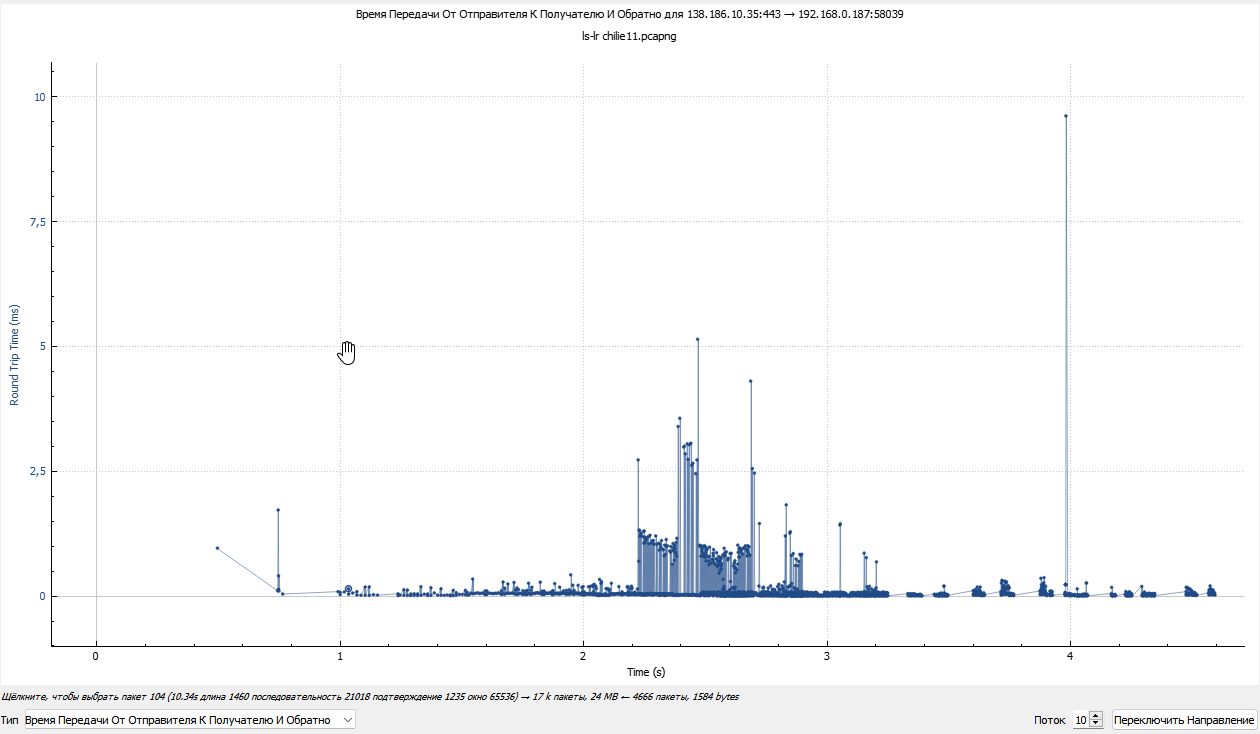 Время Передачи От Отправителя К Получателю И Обратно для 138.186.10.35:443 → 192.168.0.187:58039
ls-lr chilie11.pcapng
10
7,5
5
2,5
0
Round Trip Time (ms)
0 1 2 3 4
Time (s)
Щёлкните, чтобы выбрать пакет 104 (10.34s длина 1460 последовательность 21018 подтверждение 1235 окно 65536) → 17 k пакеты, 24 MB ← 4666 пакеты, 1584 bytes
Тип Время Передачи От Отправителя К Получателю И Обратно Поток 10 Переключить Направление